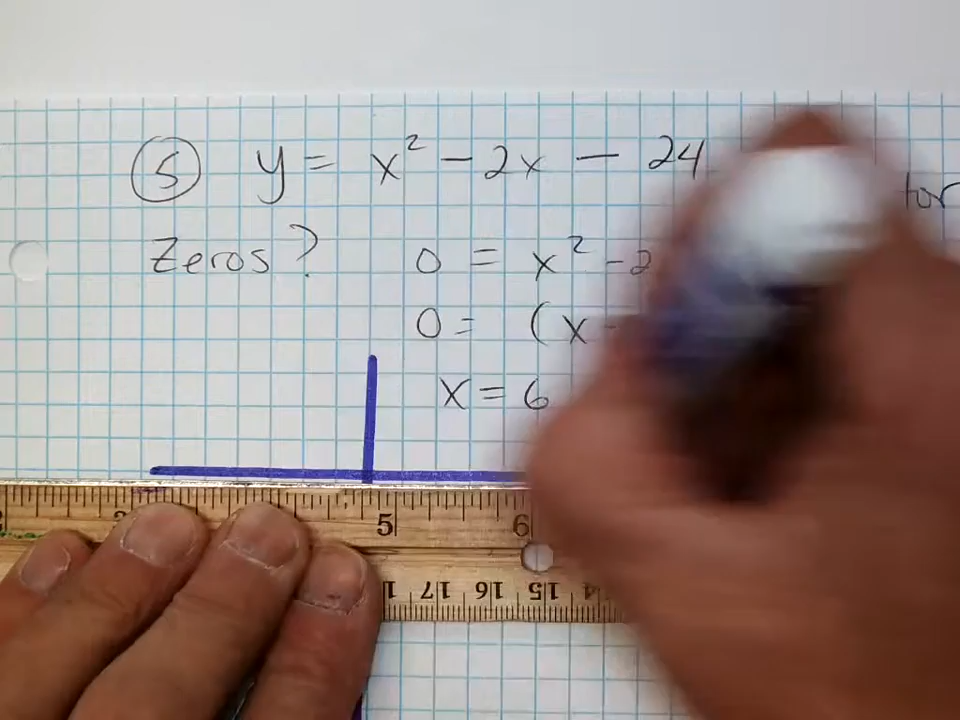 ⑤ y = x² - 2x - 24
Zeros? 0 = x² - 2
0 = (x -
x = 6
5 6
17 16 15